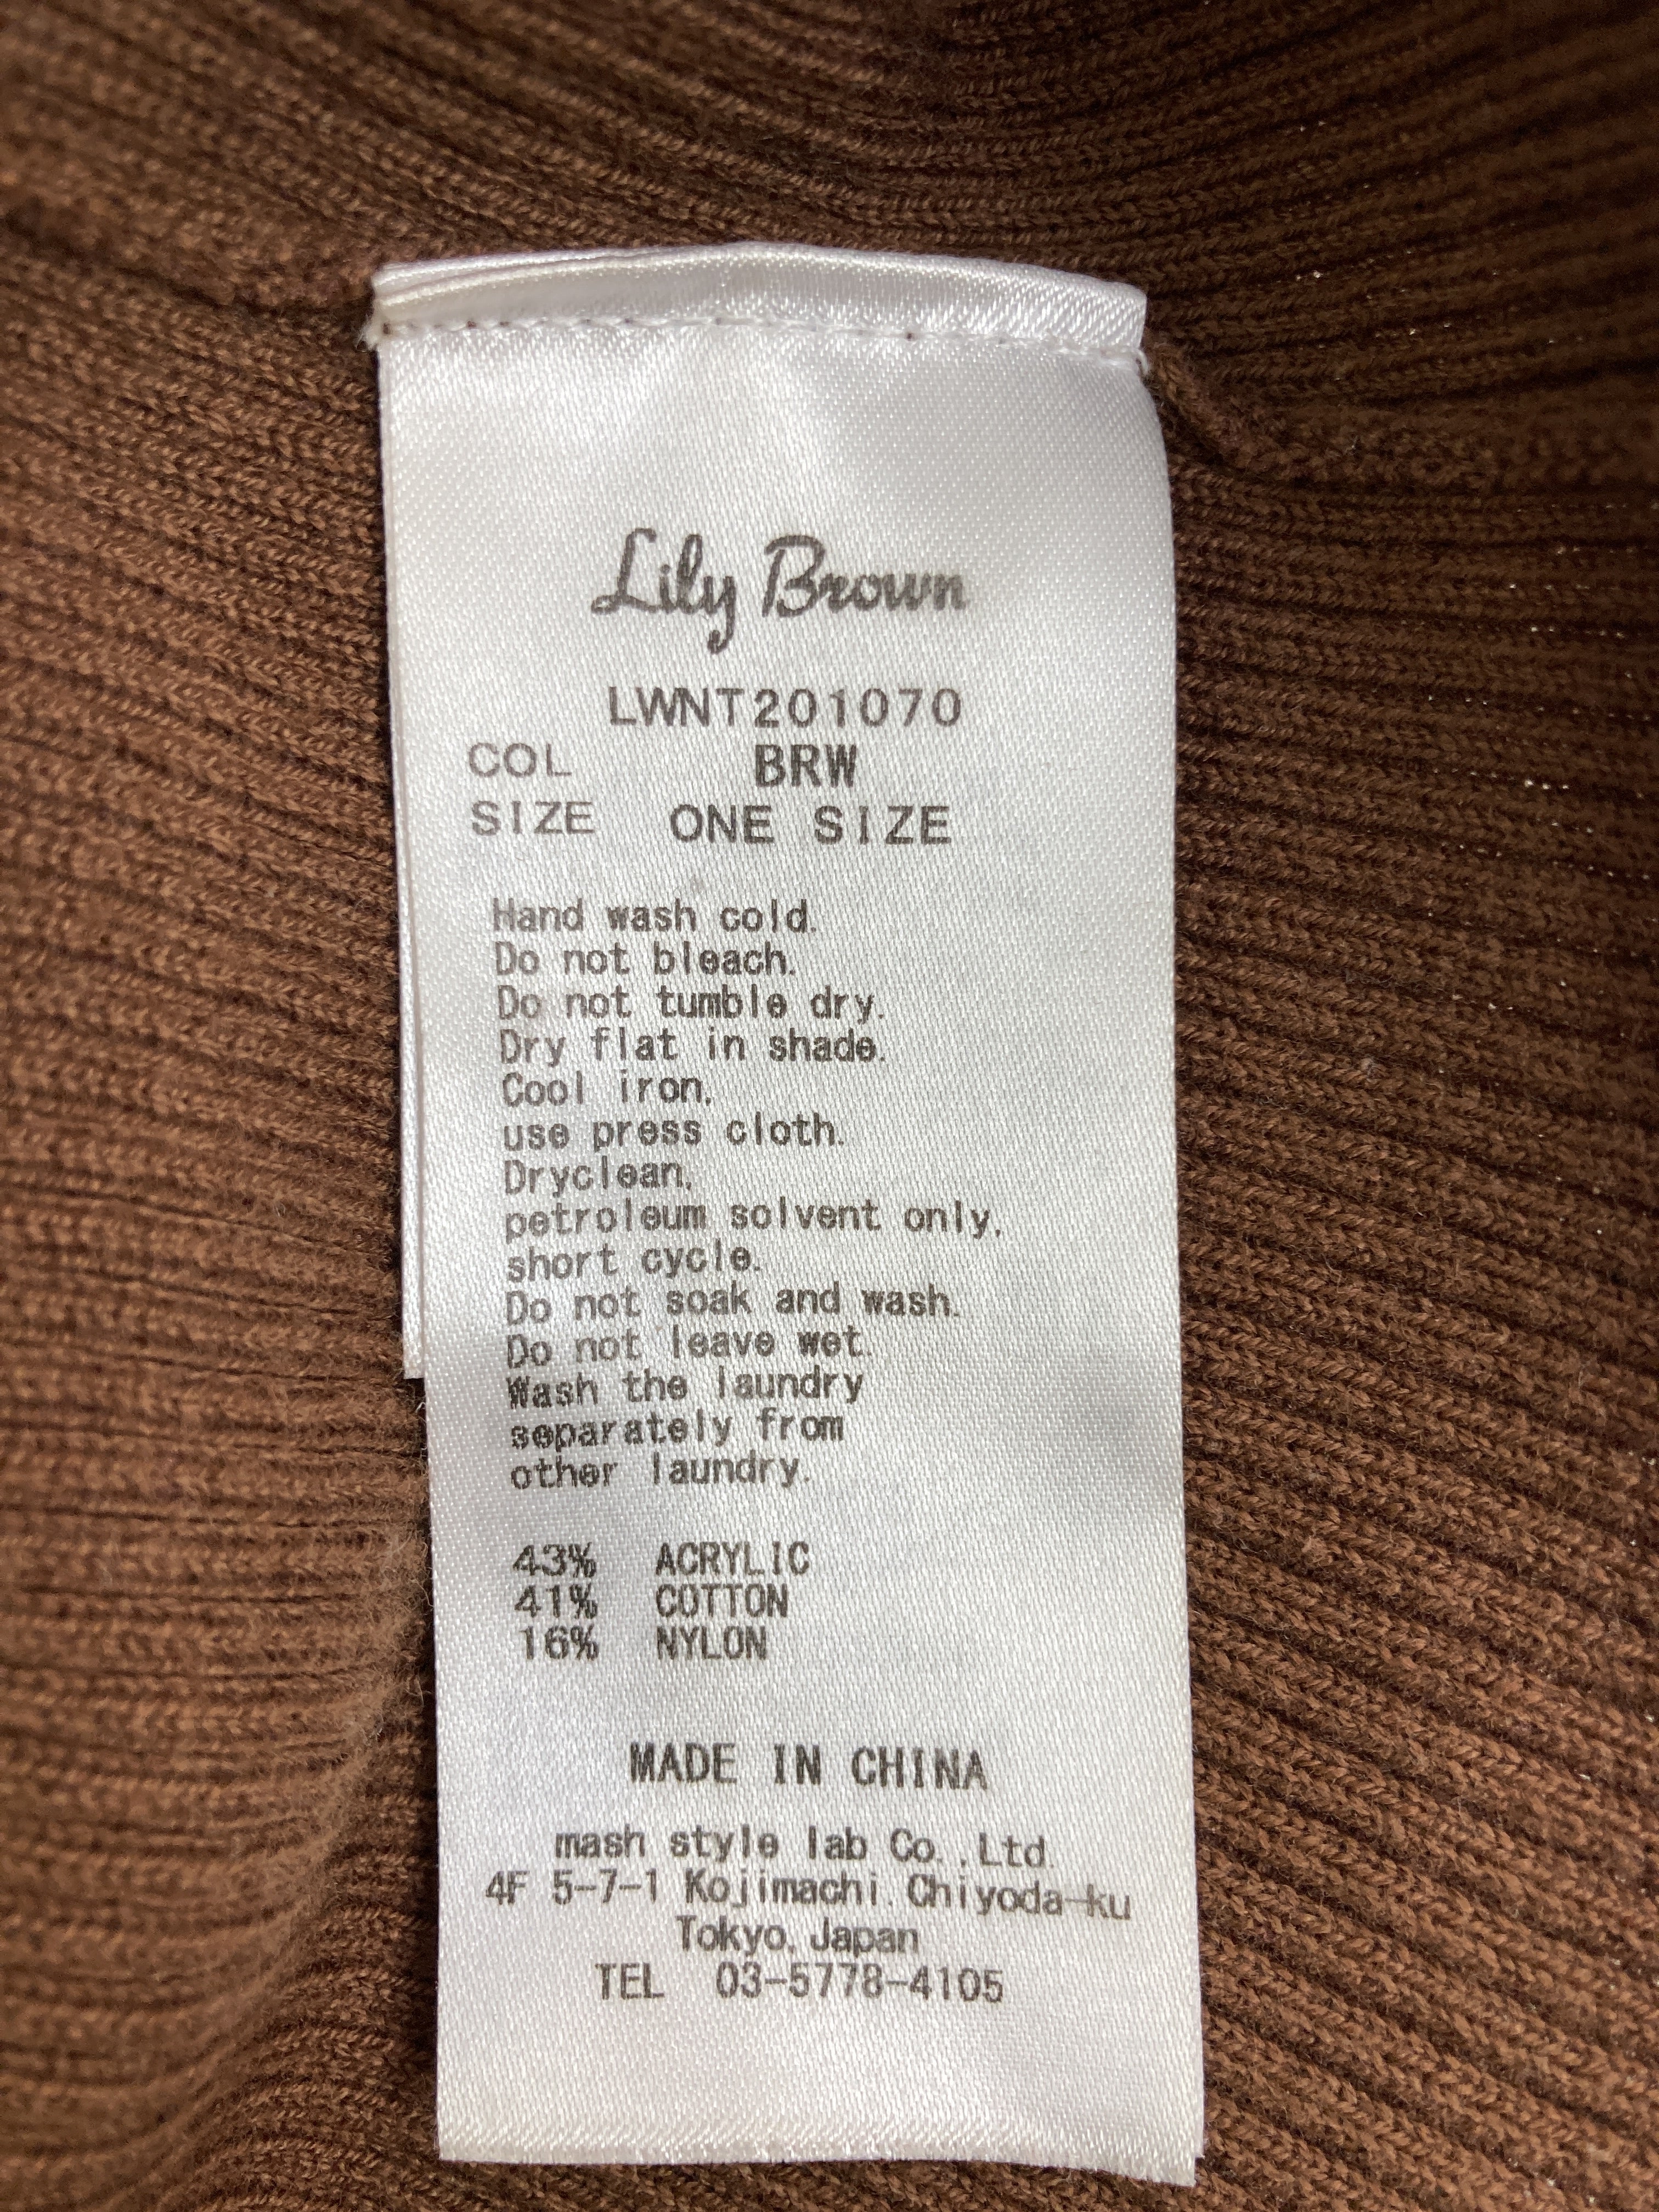 Lily Brown
LWNT201070
COL BRW
SIZE ONE SIZE
Hand wash cold.
Do not bleach.
Do not tumble dry.
Dry flat in shade.
Cool iron,
use press cloth.
Dryclean,
petroleum solvent only,
short cycle.
Do not soak and wash.
Do not leave wet.
Wash the laundry
separately from
other laundry.
43% ACRYLIC
41% COTTON
16% NYLON
MADE IN CHINA
mash style lab Co.,Ltd.
4F 5-7-1 Kojimachi.Chiyoda-ku
Tokyo,Japan
TEL 03-5778-4105